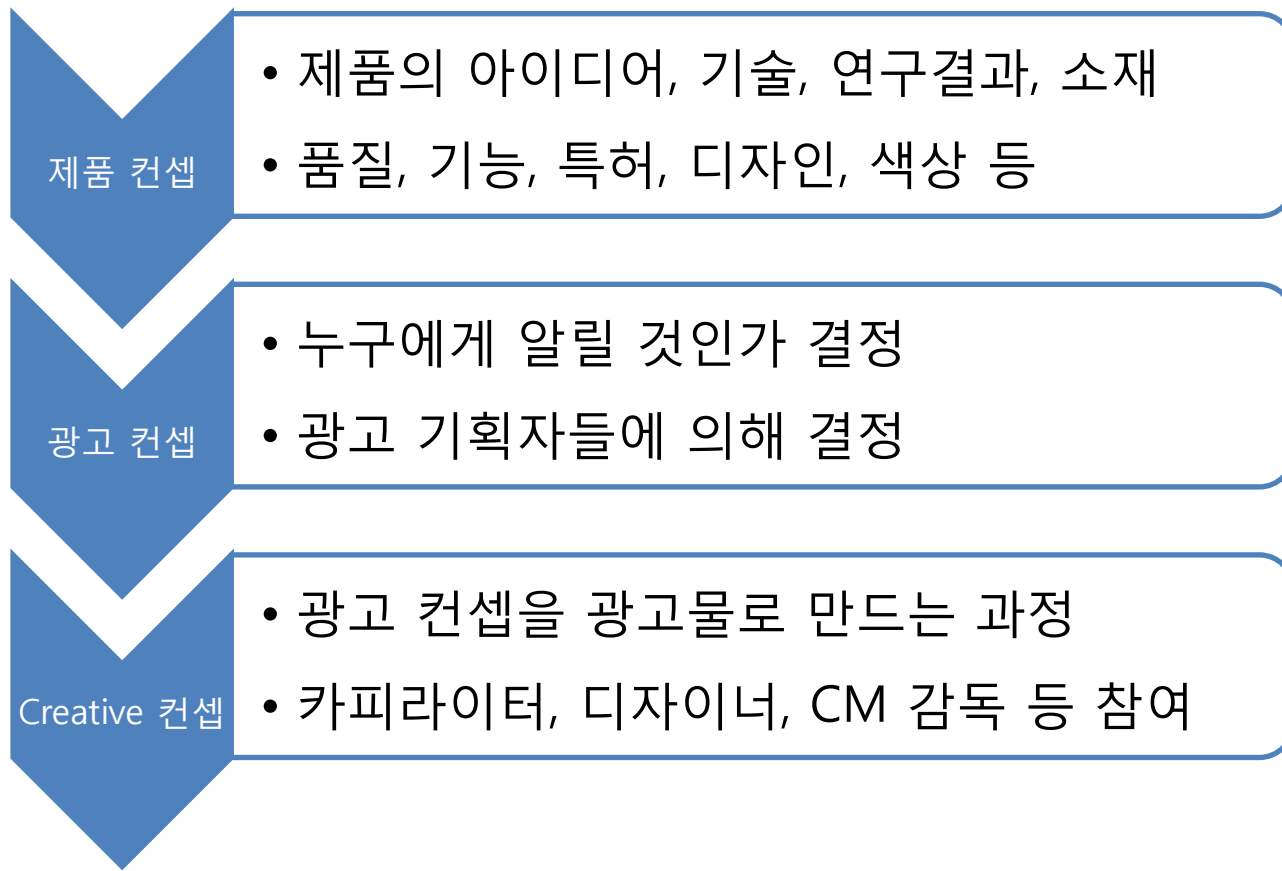 제품 컨셉
• 제품의 아이디어, 기술, 연구결과, 소재
• 품질, 기능, 특허, 디자인, 색상 등
광고 컨셉
• 누구에게 알릴 것인가 결정
• 광고 기획자들에 의해 결정
Creative 컨셉
• 광고 컨셉을 광고물로 만드는 과정
• 카피라이터, 디자이너, CM 감독 등 참여